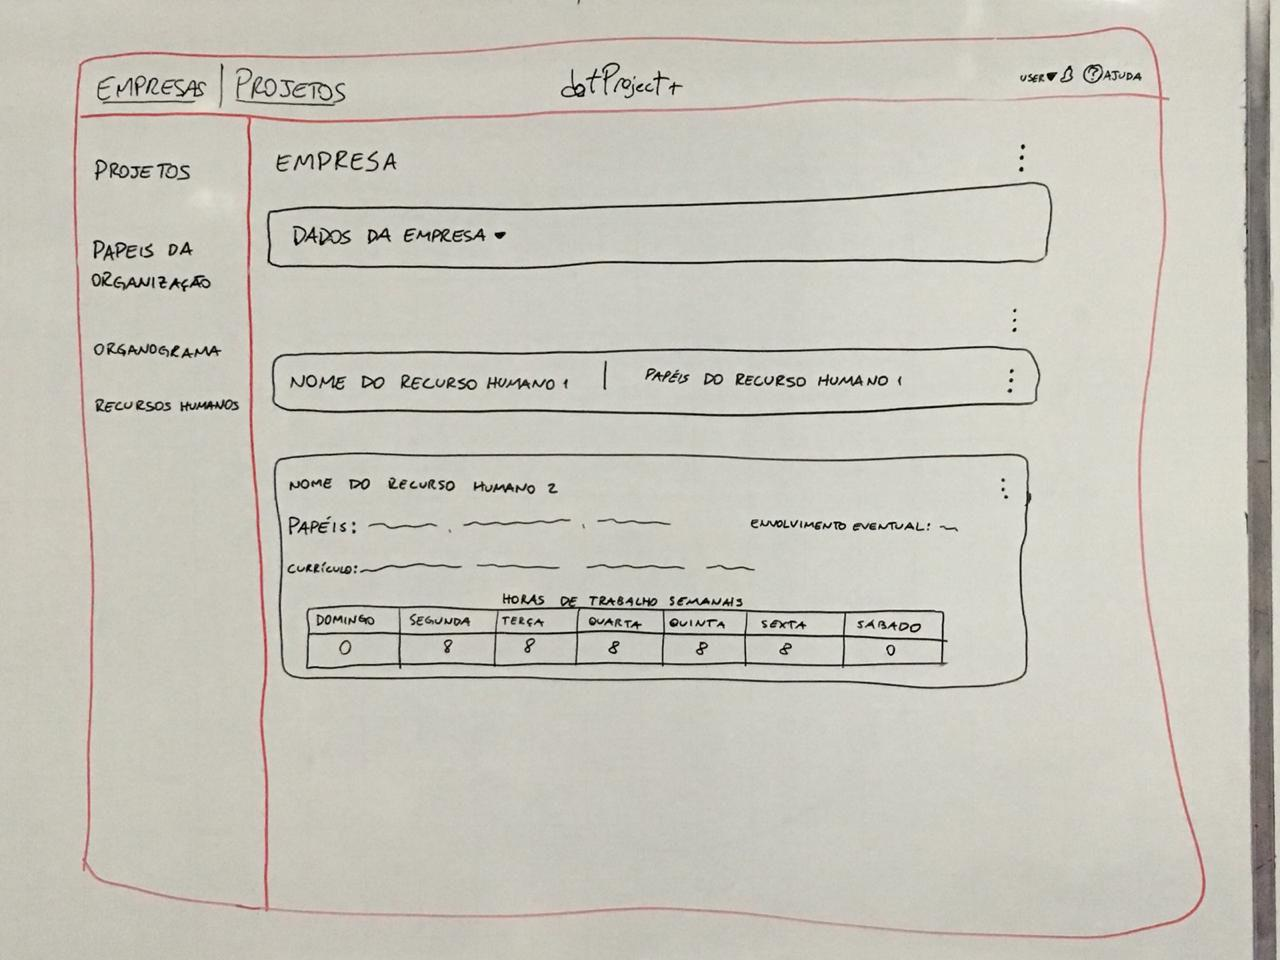 EMPRESAS | PROJETOS
dotProject+
USER ? AJUDA
PROJETOS
PAPEIS DA
ORGANIZAÇÃO
ORGANOGRAMA
RECURSOS HUMANOS
EMPRESA
DADOS DA EMPRESA
NOME DO RECURSO HUMANO 1 | PAPÉIS DO RECURSO HUMANO 1
NOME DO RECURSO HUMANO 2
PAPÉIS: , , ENVOLVIMENTO EVENTUAL:
CURRÍCULO:
HORAS DE TRABALHO SEMANAIS
DOMINGO SEGUNDA TERÇA QUARTA QUINTA SEXTA SABADO
0 8 8 8 8 8 0